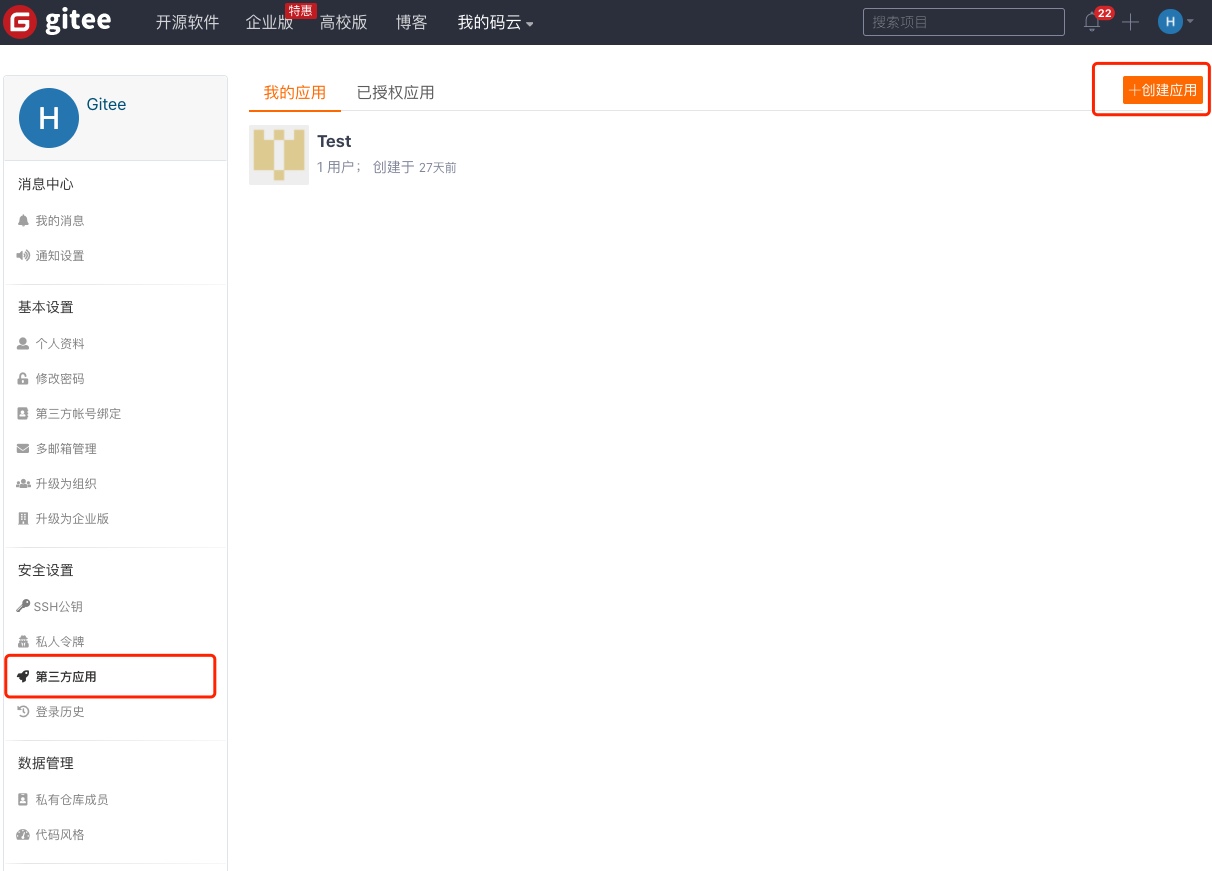 gitee 开源软件 企业版 特惠 高校版 博客 我的码云 搜索项目 22 H
H Gitee
我的应用 已授权应用 +创建应用
Test
1 用户； 创建于 27天前
消息中心
我的消息
通知设置
基本设置
个人资料
修改密码
第三方帐号绑定
多邮箱管理
升级为组织
升级为企业版
安全设置
SSH公钥
私人令牌
第三方应用
登录历史
数据管理
私有仓库成员
代码风格